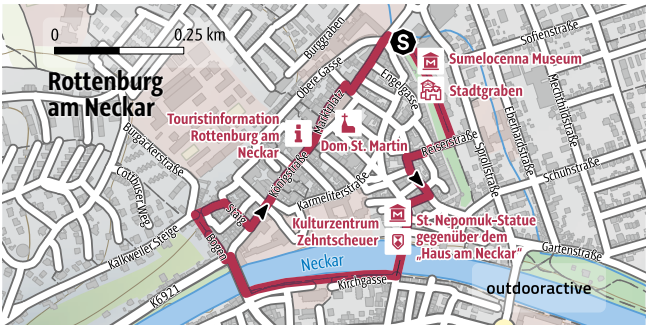 0 0.25 km
Rottenburg
am Neckar
Burggraben
Obere Gasse
Engelgasse
S
Sofienstraße
Sumelocenna Museum
Stadtgraben
Mechthildstraße
Eberhardstraße
Sprollstraße
Schuhstraße
Touristinformation
Rottenburg am
Neckar
Marktplatz
Dom St. Martin
Königstraße
Karmeliterstraße
Burgäckerstraße
Cottbuser Weg
Kalkweiler Steige
Staig
Bogen
K6921
Kulturzentrum
Zehntscheuer
St.-Nepomuk-Statue
gegenüber dem
„Haus am Neckar“
Gartenstraße
Neckar
Kirchgasse
outdooractive